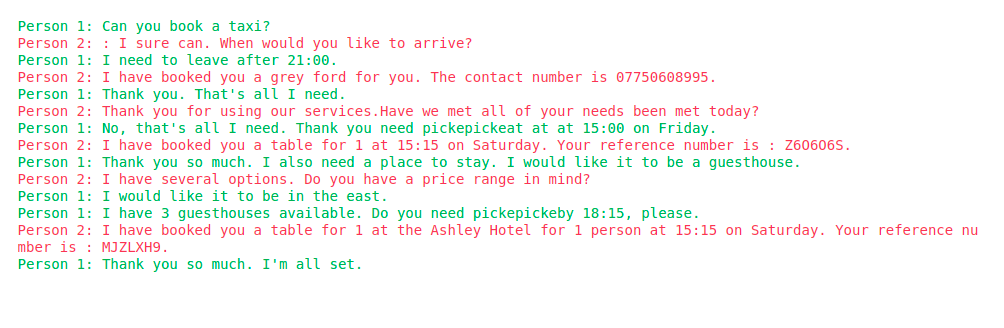 Person 1: Can you book a taxi?
Person 2: : I sure can. When would you like to arrive?
Person 1: I need to leave after 21:00.
Person 2: I have booked you a grey ford for you. The contact number is 07750608995.
Person 1: Thank you. That's all I need.
Person 2: Thank you for using our services.Have we met all of your needs been met today?
Person 1: No, that's all I need. Thank you need pickepickeat at at 15:00 on Friday.
Person 2: I have booked you a table for 1 at 15:15 on Saturday. Your reference number is : Z6O6O6S.
Person 1: Thank you so much. I also need a place to stay. I would like it to be a guesthouse.
Person 2: I have several options. Do you have a price range in mind?
Person 1: I would like it to be in the east.
Person 1: I have 3 guesthouses available. Do you need pickepickeby 18:15, please.
Person 2: I have booked you a table for 1 at the Ashley Hotel for 1 person at 15:15 on Saturday. Your reference nu
mber is : MJZLXH9.
Person 1: Thank you so much. I'm all set.